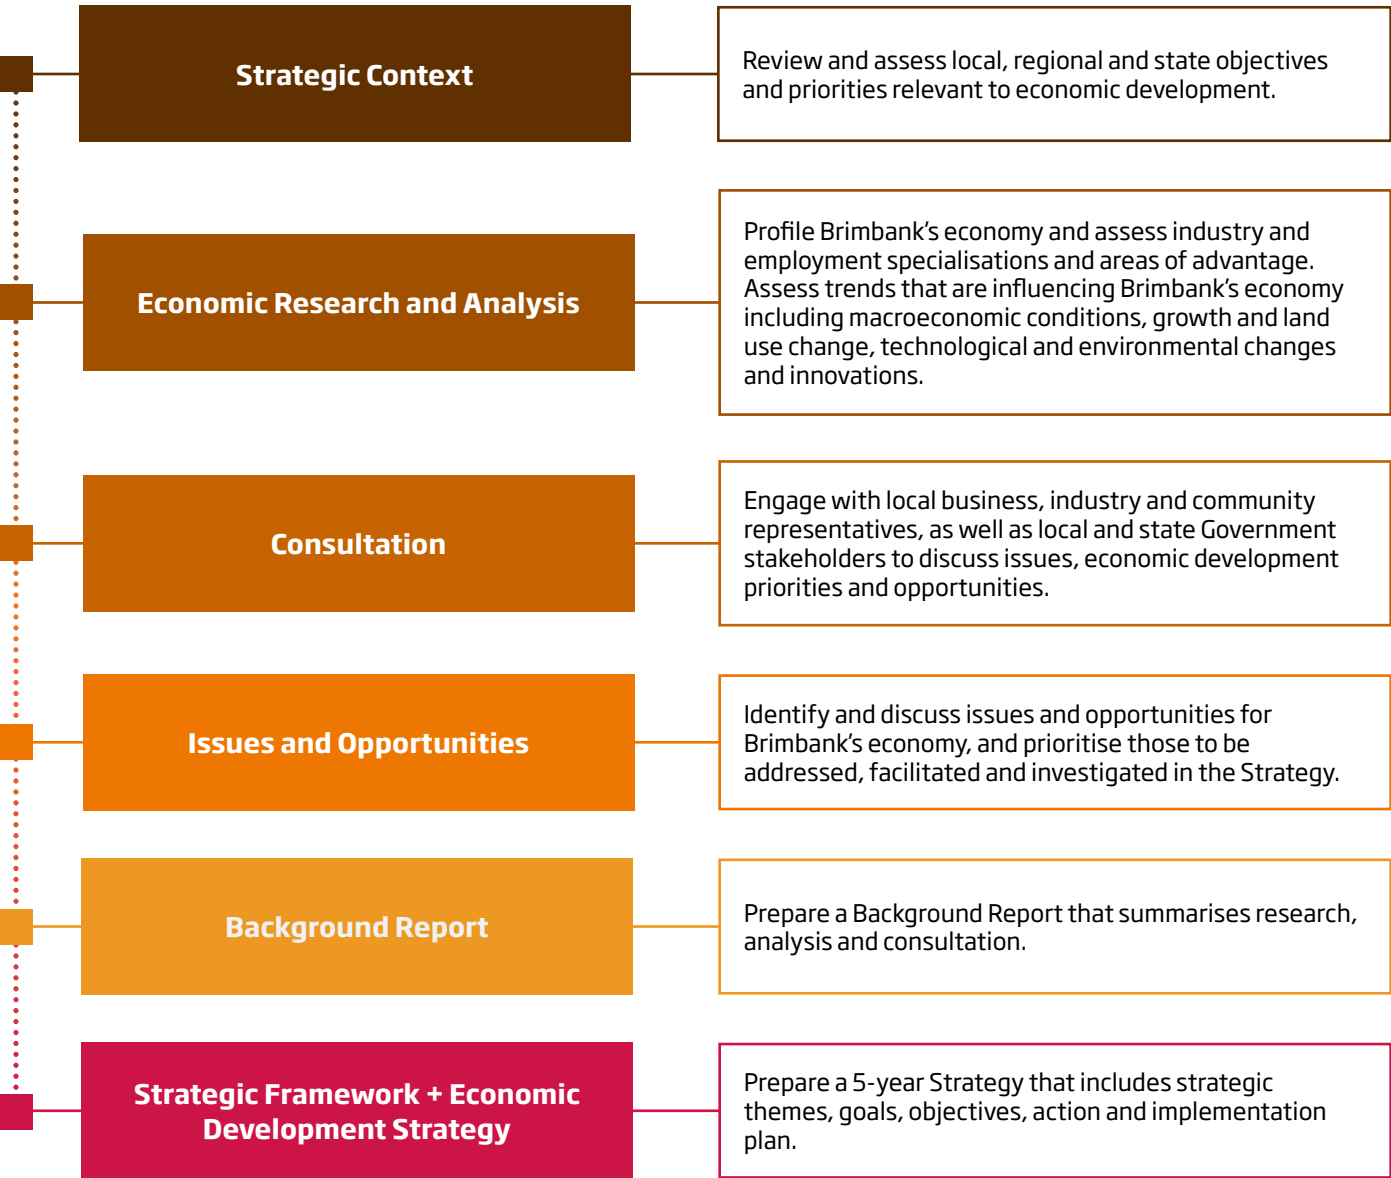 Strategic Context
Review and assess local, regional and state objectives
and priorities relevant to economic development.
Economic Research and Analysis
Profile Brimbank’s economy and assess industry and
employment specialisations and areas of advantage.
Assess trends that are influencing Brimbank’s economy
including macroeconomic conditions, growth and land
use change, technological and environmental changes
and innovations.
Consultation
Engage with local business, industry and community
representatives, as well as local and state Government
stakeholders to discuss issues, economic development
priorities and opportunities.
Issues and Opportunities
Identify and discuss issues and opportunities for
Brimbank’s economy, and prioritise those to be
addressed, facilitated and investigated in the Strategy.
Background Report
Prepare a Background Report that summarises research,
analysis and consultation.
Strategic Framework + Economic
Development Strategy
Prepare a 5-year Strategy that includes strategic
themes, goals, objectives, action and implementation
plan.